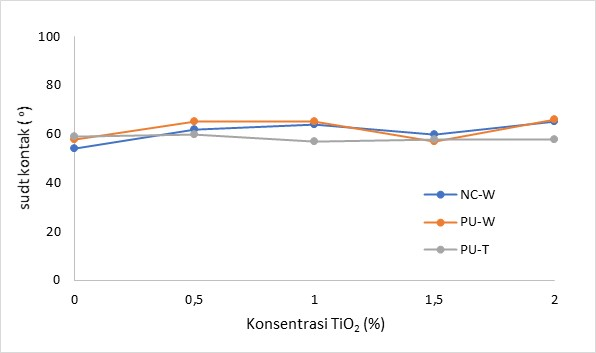 100
80
60
40
20
0
sudt kontak ( °)
0 0,5 1 1,5 2
Konsentrasi TiO₂ (%)
NC-W
PU-W
PU-T